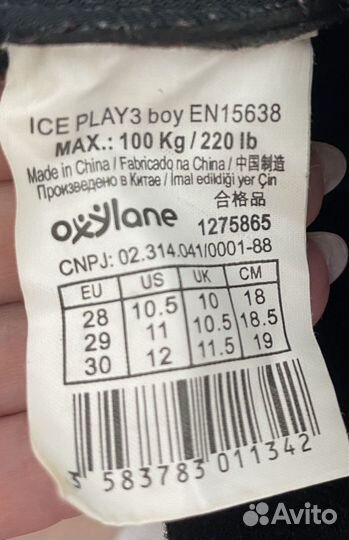 ICE PLAY3 boy EN15638
MAX.: 100 Kg / 220 lb
Made in China / Fabricado na China / 中国制造
Произведено в Китае / Imal edildiği yer Çin
合格品
oxylane 1275865
CNPJ: 02.314.041/0001-88
EU US UK CM
28 10.5 10 18
29 11 10.5 18.5
30 12 11.5 19
3 583783 011342
Avito